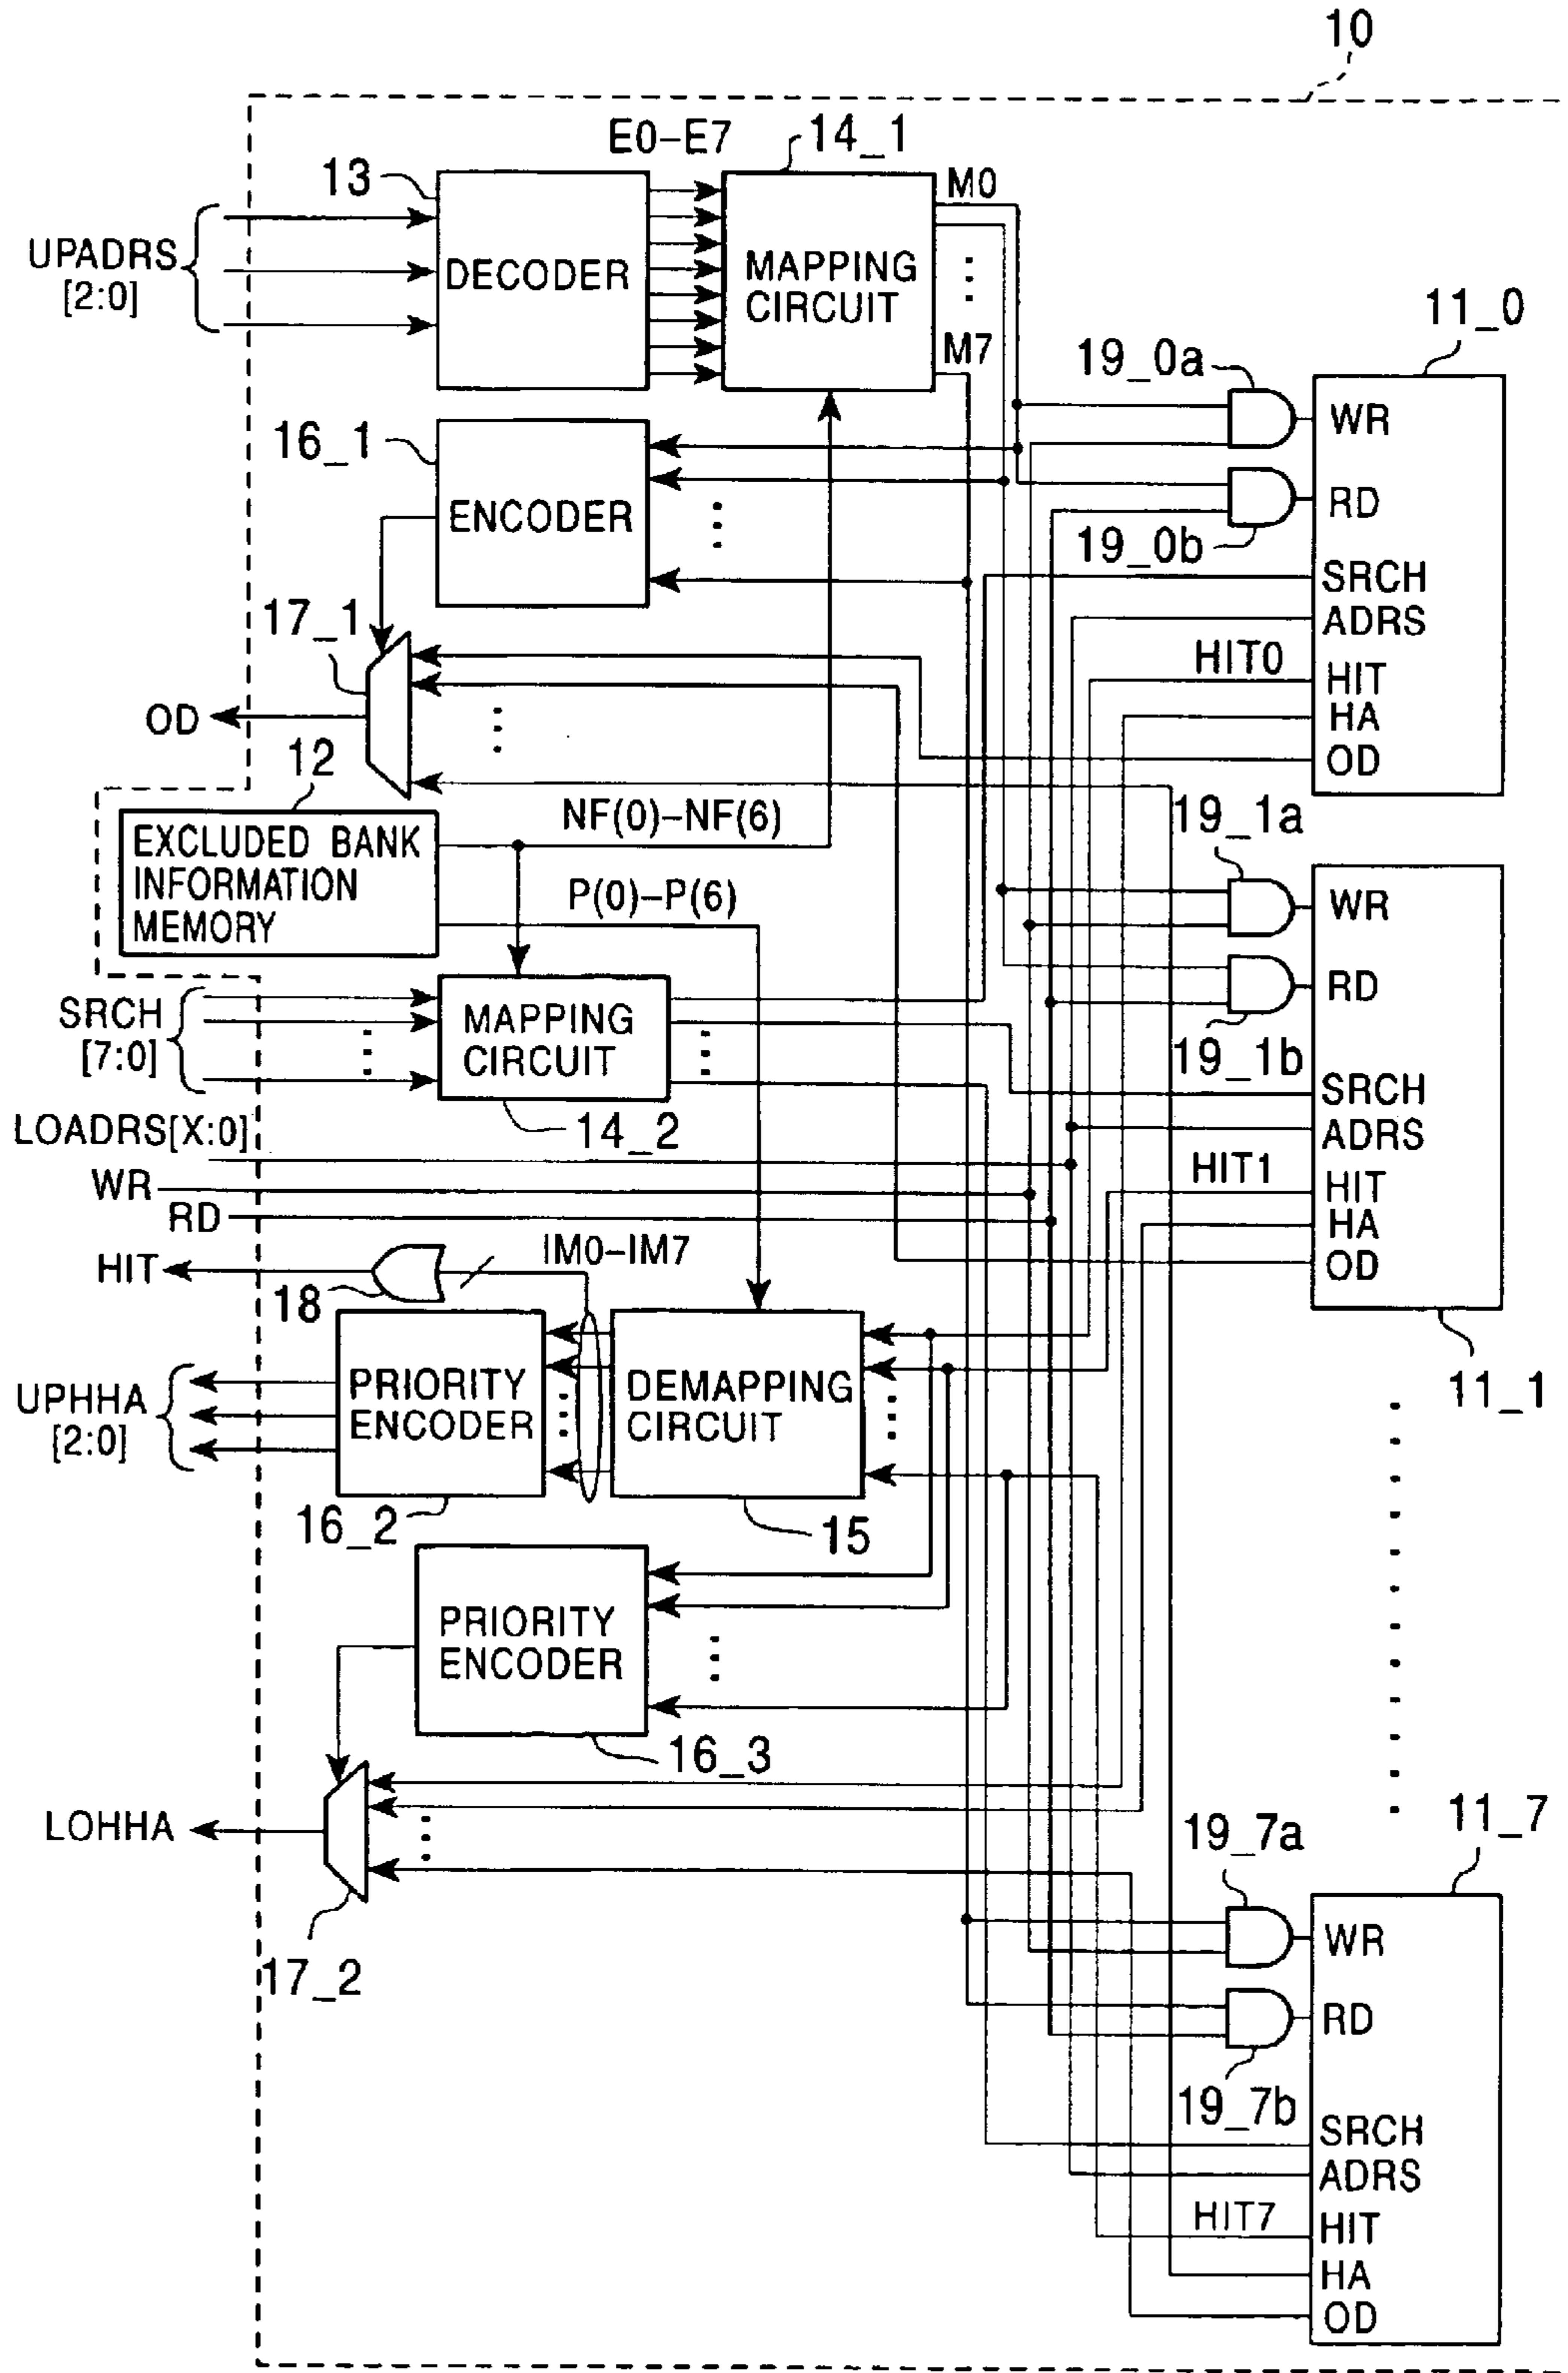 10
E0-E7
14_1
13
M0
UPADRS
[2:0]
DECODER
MAPPING
CIRCUIT
M7
11_0
19_0a
WR
16_1
ENCODER
RD
19_0b
SRCH
17_1
ADRS
HIT0
HIT
OD
HA
12
OD
NF(0)-NF(6)
19_1a
EXCLUDED BANK
INFORMATION
MEMORY
P(0)-P(6)
WR
RD
SRCH
[7:0]
MAPPING
CIRCUIT
19_1b
SRCH
LOADRS[X:0]
14_2
ADRS
HIT1
WR
HIT
RD
HA
IM0-IM7
HIT
OD
18
UPHHA
[2:0]
PRIORITY
ENCODER
DEMAPPING
CIRCUIT
11_1
16_2
15
PRIORITY
ENCODER
16_3
LOHHA
11_7
19_7a
WR
17_2
RD
19_7b
SRCH
ADRS
HIT7
HIT
HA
OD